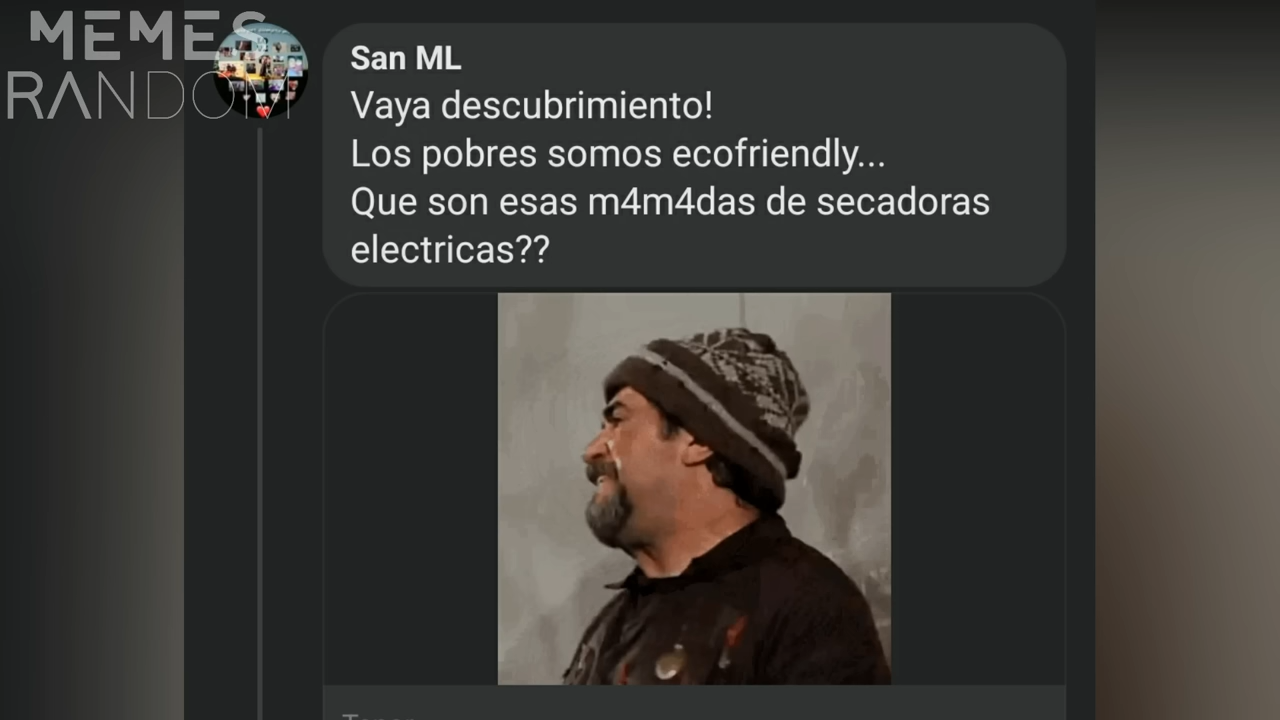 MEMES
RANDOM
San ML
Vaya descubrimiento!
Los pobres somos ecofriendly...
Que son esas m4m4das de secadoras
electricas??